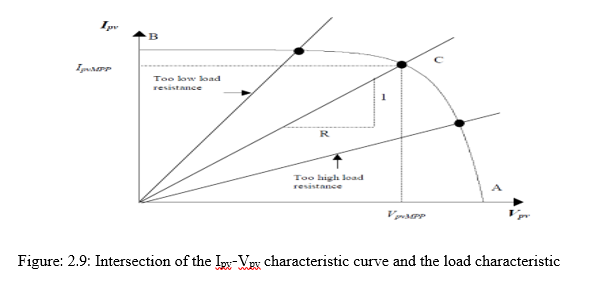 Ipv
B
IpvMPP
C
Too low load
resistance
1
R
Too high load
resistance
A
VpvMPP
Vpv
Figure: 2.9: Intersection of the Ipv-Vpv characteristic curve and the load characteristic